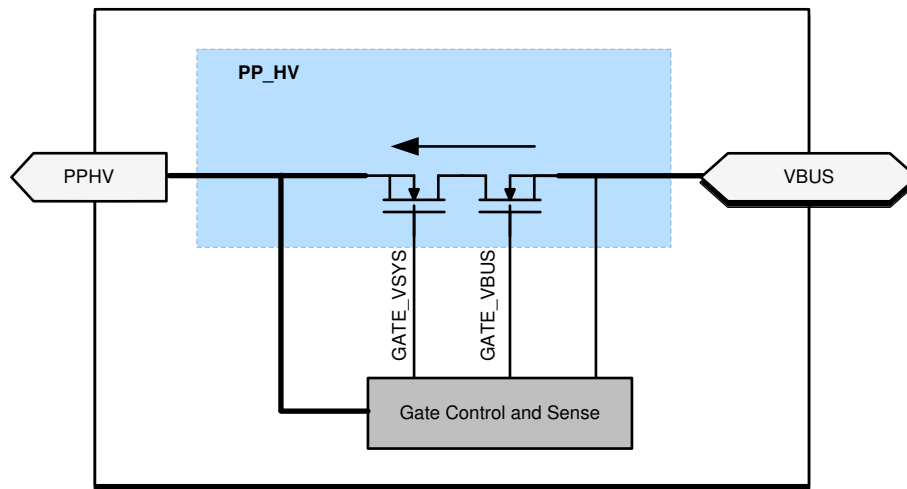 PP_HV
PPHV
VBUS
GATE_VSYS
GATE_VBUS
Gate Control and Sense